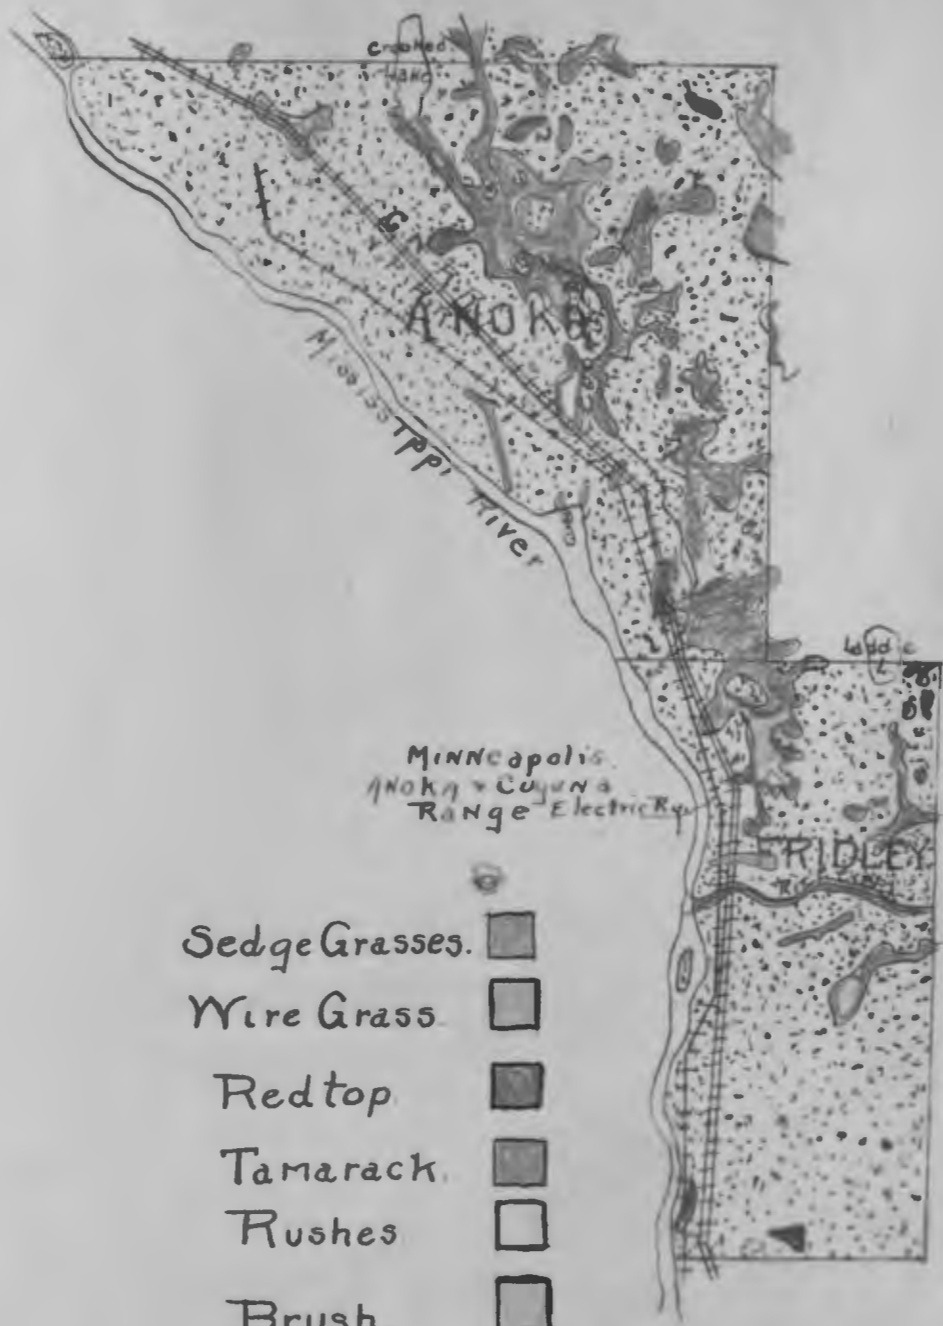 Crooked
Lake
ANOKA
Mississippi River
Laddie
L
Minneapolis
Anoka & Cuyuna
Range Electric Ry.
FRIDLEY
Sedge Grasses.
Wire Grass
Redtop
Tamarack
Rushes
Brush